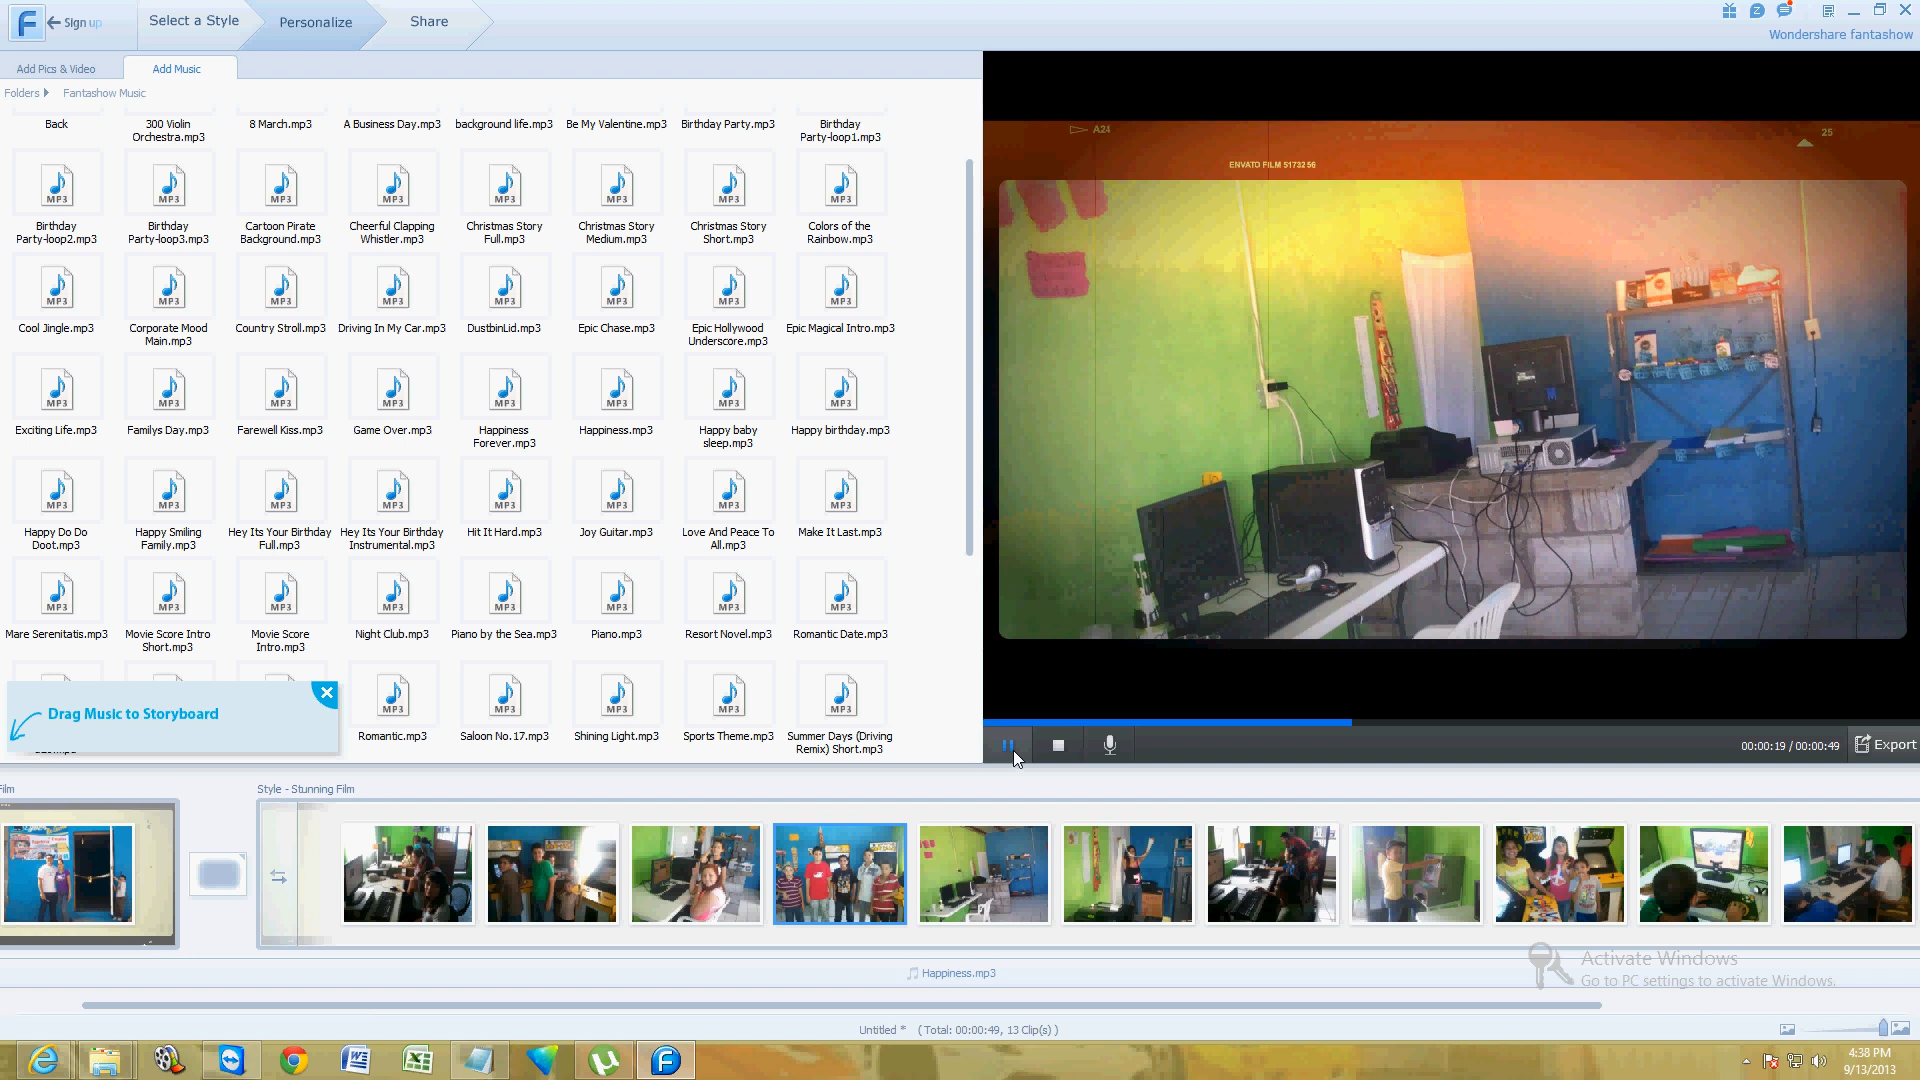 Sign up
Select a Style
Personalize
Share
Wondershare fantashow
Add Pics & Video
Add Music
Folders
Fantashow Music
Back
300 Violin
Orchestra.mp3
8 March.mp3
A Business Day.mp3
background life.mp3
Be My Valentine.mp3
Birthday Party.mp3
Birthday
Party-loop1.mp3
Birthday
Party-loop2.mp3
Birthday
Party-loop3.mp3
Cartoon Pirate
Background.mp3
Cheerful Clapping
Whistler.mp3
Christmas Story
Full.mp3
Christmas Story
Medium.mp3
Christmas Story
Short.mp3
Colors of the
Rainbow.mp3
Cool Jingle.mp3
Corporate Mood
Main.mp3
Country Stroll.mp3
Driving In My Car.mp3
DustbinLid.mp3
Epic Chase.mp3
Epic Hollywood
Underscore.mp3
Epic Magical Intro.mp3
Exciting Life.mp3
Familys Day.mp3
Farewell Kiss.mp3
Game Over.mp3
Happiness
Forever.mp3
Happiness.mp3
Happy baby
sleep.mp3
Happy birthday.mp3
Happy Do Do
Doot.mp3
Happy Smiling
Family.mp3
Hey Its Your Birthday
Full.mp3
Hey Its Your Birthday
Instrumental.mp3
Hit It Hard.mp3
Joy Guitar.mp3
Love And Peace To
All.mp3
Make It Last.mp3
Mare Serenitatis.mp3
Movie Score Intro
Short.mp3
Movie Score
Intro.mp3
Night Club.mp3
Piano by the Sea.mp3
Piano.mp3
Resort Novel.mp3
Romantic Date.mp3
Drag Music to Storyboard
Romantic.mp3
Saloon No.17.mp3
Shining Light.mp3
Sports Theme.mp3
Summer Days (Driving
Remix) Short.mp3
A24
25
ENVATO FILM 5173256
00:00:19 / 00:00:49
Export
Film
Style - Stunning Film
Happiness.mp3
Activate Windows
Go to PC settings to activate Windows.
Untitled *   ( Total: 00:00:49, 13 Clip(s) )
4:38 PM
9/13/2013